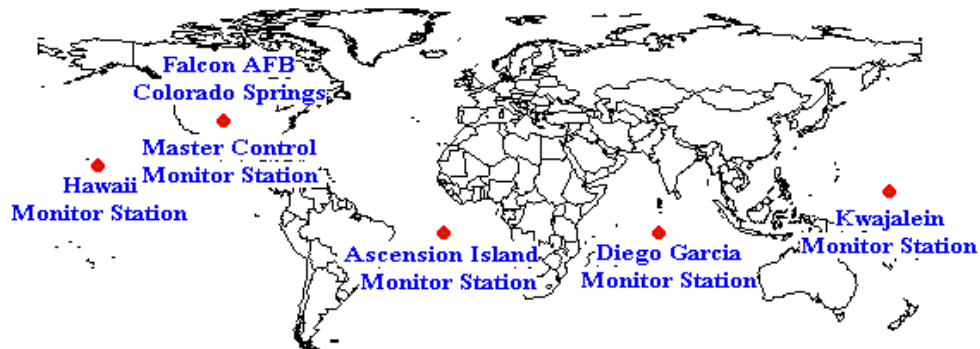 Falcon AFB
Colorado Springs
Master Control
Monitor Station
Hawaii
Monitor Station
Ascension Island
Monitor Station
Diego Garcia
Monitor Station
Kwajalein
Monitor Station